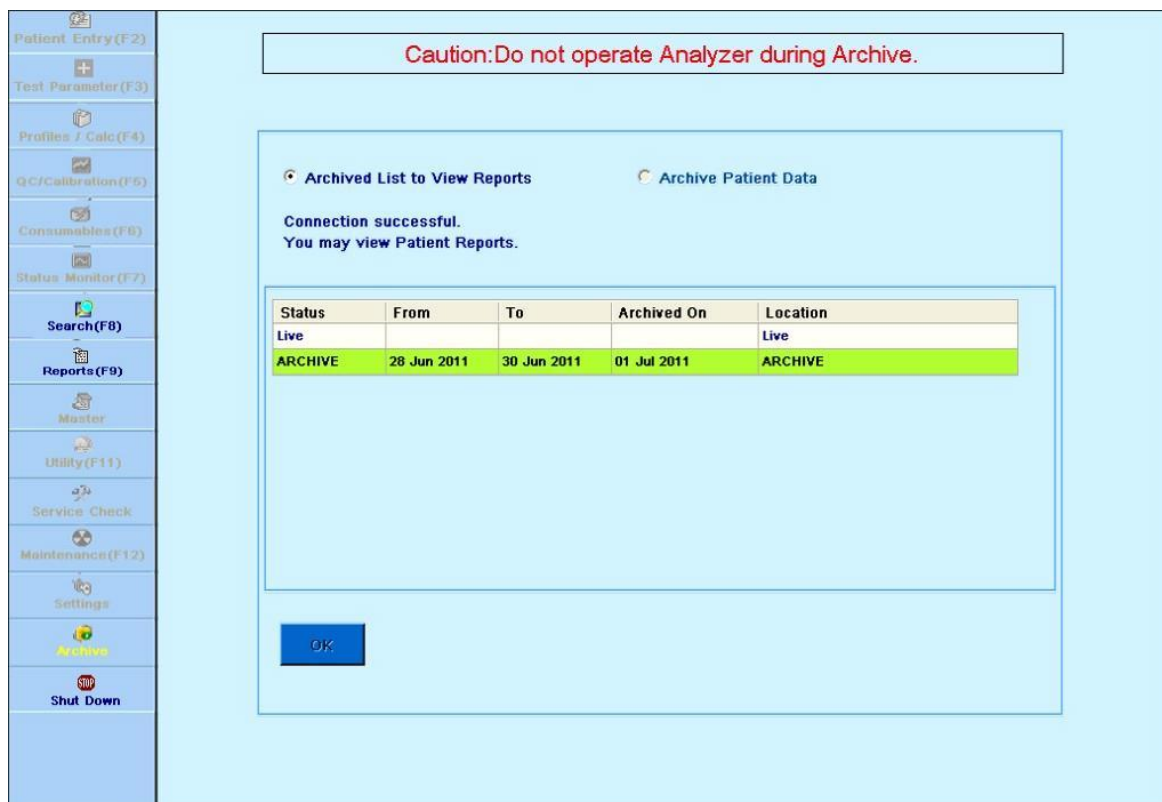 Patient Entry(F2)
Test Parameter(F3)
Profiles / Calc(F4)
QC/Calibration(F5)
Consumables(F6)
Status Monitor(F7)
Search(F8)
Reports(F9)
Master
Utility(F11)
Service Check
Maintenance(F12)
Settings
Archive
STOP
Shut Down
Caution:Do not operate Analyzer during Archive.
Archived List to View Reports Archive Patient Data
Connection successful.
You may view Patient Reports.
Status From To Archived On Location
Live Live
ARCHIVE 28 Jun 2011 30 Jun 2011 01 Jul 2011 ARCHIVE
OK